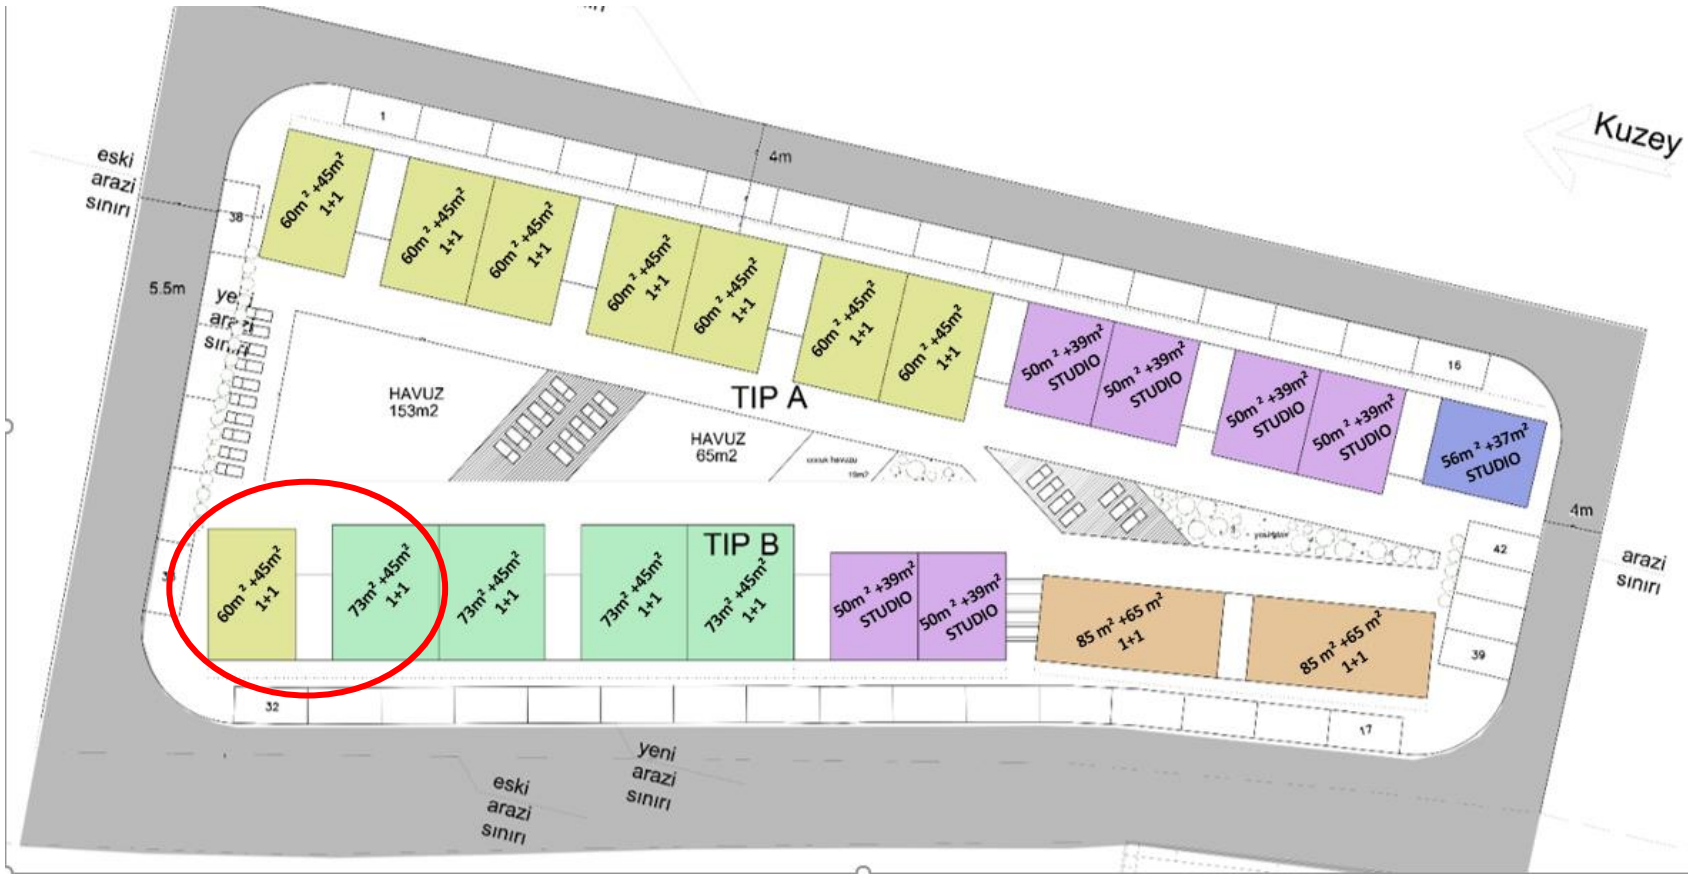 Kuzey
1
4m
eski
arazi
sınırı
38
60m² +45m²
1+1
60m² +45m²
1+1
60m² +45m²
1+1
60m² +45m²
1+1
60m² +45m²
1+1
60m² +45m²
1+1
60m² +45m²
1+1
50m² +39m²
STUDIO
50m² +39m²
STUDIO
50m² +39m²
STUDIO
50m² +39m²
STUDIO
56m² +37m²
STUDIO
16
5.5m
HAVUZ
153m2
TIP A
HAVUZ
65m2
çocuk havuzu
4m
42
39
arazi
sınırı
60m² +45m²
1+1
73m² +45m²
1+1
73m² +45m²
1+1
73m² +45m²
1+1
TIP B
73m² +45m²
1+1
50m² +39m²
STUDIO
50m² +39m²
STUDIO
85 m² +65 m²
1+1
85 m² +65 m²
1+1
32
17
yeni
arazi
sınırı
eski
arazi
sınırı